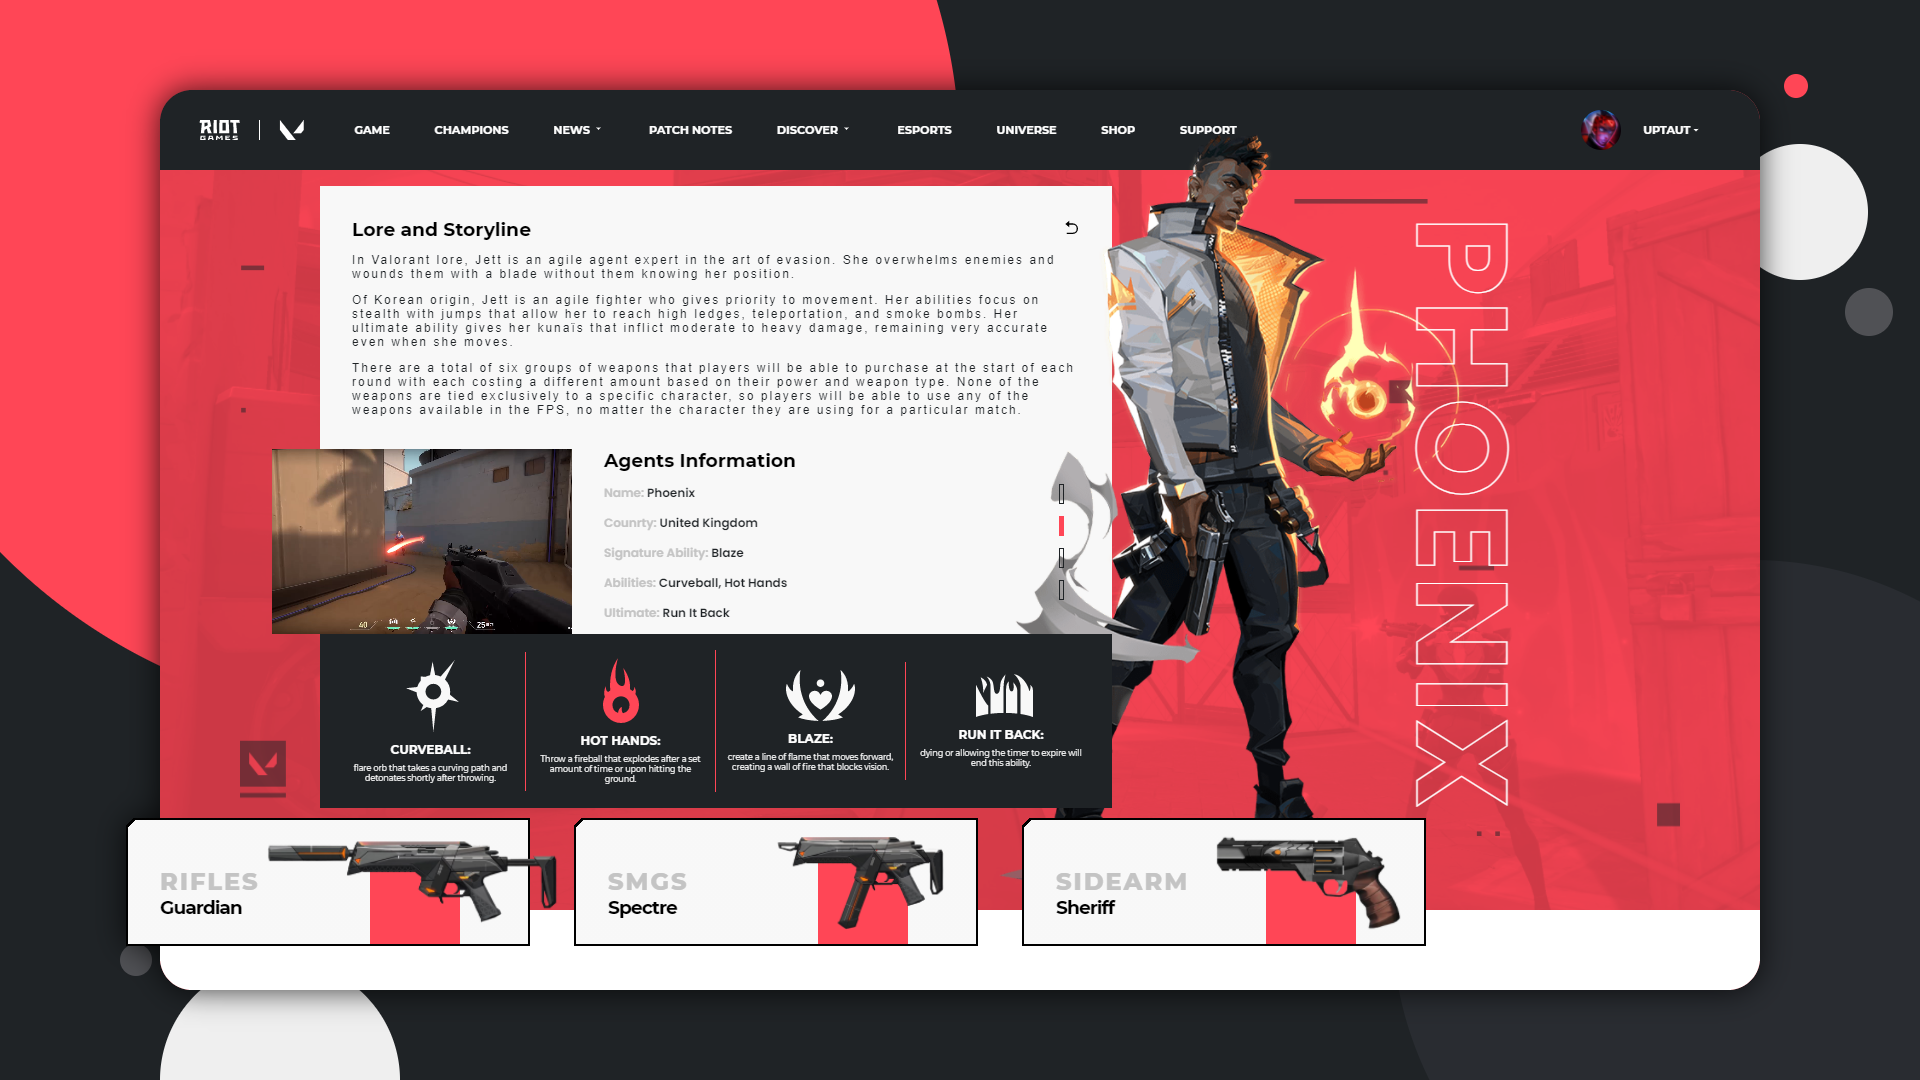 RIOT
GAMES
GAME
CHAMPIONS
NEWS
PATCH NOTES
DISCOVER
ESPORTS
UNIVERSE
SHOP
SUPPORT
UPTAUT
Lore and Storyline
In Valorant lore, Jett is an agile agent expert in the art of evasion. She overwhelms enemies and
wounds them with a blade without them knowing her position.
Of Korean origin, Jett is an agile fighter who gives priority to movement. Her abilities focus on
stealth with jumps that allow her to reach high ledges, teleportation, and smoke bombs. Her
ultimate ability gives her kunaïs that inflict moderate to heavy damage, remaining very accurate
even when she moves.
There are a total of six groups of weapons that players will be able to purchase at the start of each
round with each costing a different amount based on their power and weapon type. None of the
weapons are tied exclusively to a specific character, so players will be able to use any of the
weapons available in the FPS, no matter the character they are using for a particular match.
PHOENIX
Agents Information
Name: Phoenix
Counrty: United Kingdom
Signature Ability: Blaze
Abilities: Curveball, Hot Hands
Ultimate: Run It Back
40
25
CURVEBALL:
flare orb that takes a curving path and
detonates shortly after throwing.
HOT HANDS:
Throw a fireball that explodes after a set
amount of time or upon hitting the
ground.
BLAZE:
create a line of flame that moves forward,
creating a wall of fire that blocks vision.
RUN IT BACK:
dying or allowing the timer to expire will
end this ability.
RIFLES
Guardian
SMGS
Spectre
SIDEARM
Sheriff